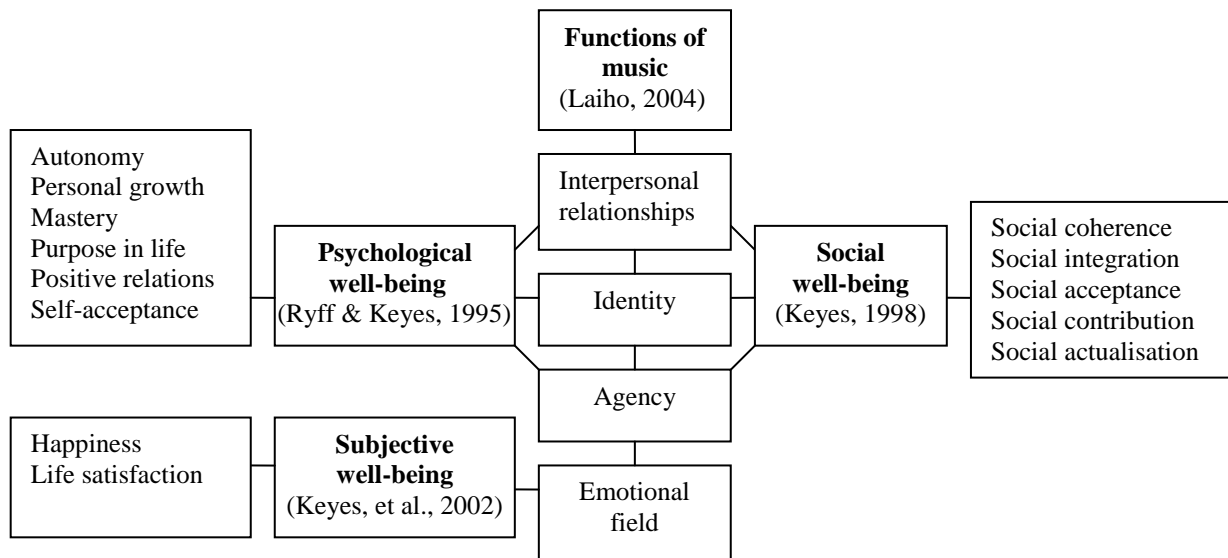 Functions of
music
(Laiho, 2004)
Autonomy
Personal growth
Mastery
Purpose in life
Positive relations
Self-acceptance
Psychological
well-being
(Ryff & Keyes, 1995)
Interpersonal
relationships
Identity
Agency
Emotional
field
Social
well-being
(Keyes, 1998)
Social coherence
Social integration
Social acceptance
Social contribution
Social actualisation
Happiness
Life satisfaction
Subjective
well-being
(Keyes, et al., 2002)